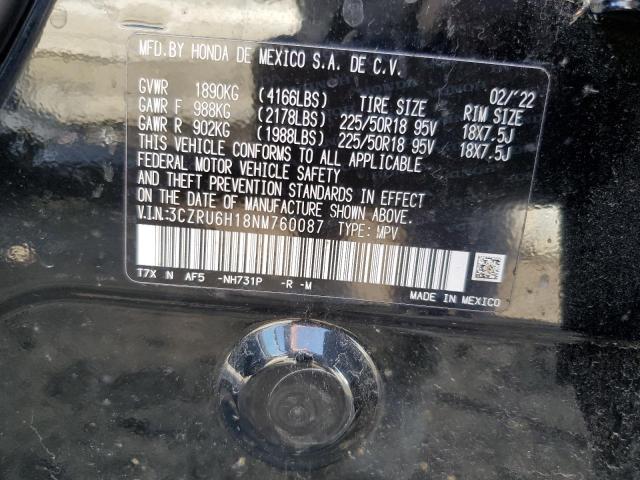 MFD.BY HONDA DE MEXICO S.A. DE C.V.
02/'22
GVWR 1890KG (4166LBS) TIRE SIZE RIM SIZE
GAWR F 988KG (2178LBS) 225/50R18 95V 18X7.5J
GAWR R 902KG (1988LBS) 225/50R18 95V 18X7.5J
THIS VEHICLE CONFORMS TO ALL APPLICABLE
FEDERAL MOTOR VEHICLE SAFETY
AND THEFT PREVENTION STANDARDS IN EFFECT
ON THE DATE OF MANUFACTURE SHOWN ABOVE.
V.I.N:3CZRU6H18NM760087 TYPE: MPV
T7X N AF5 -NH731P -R -M
MADE IN MEXICO